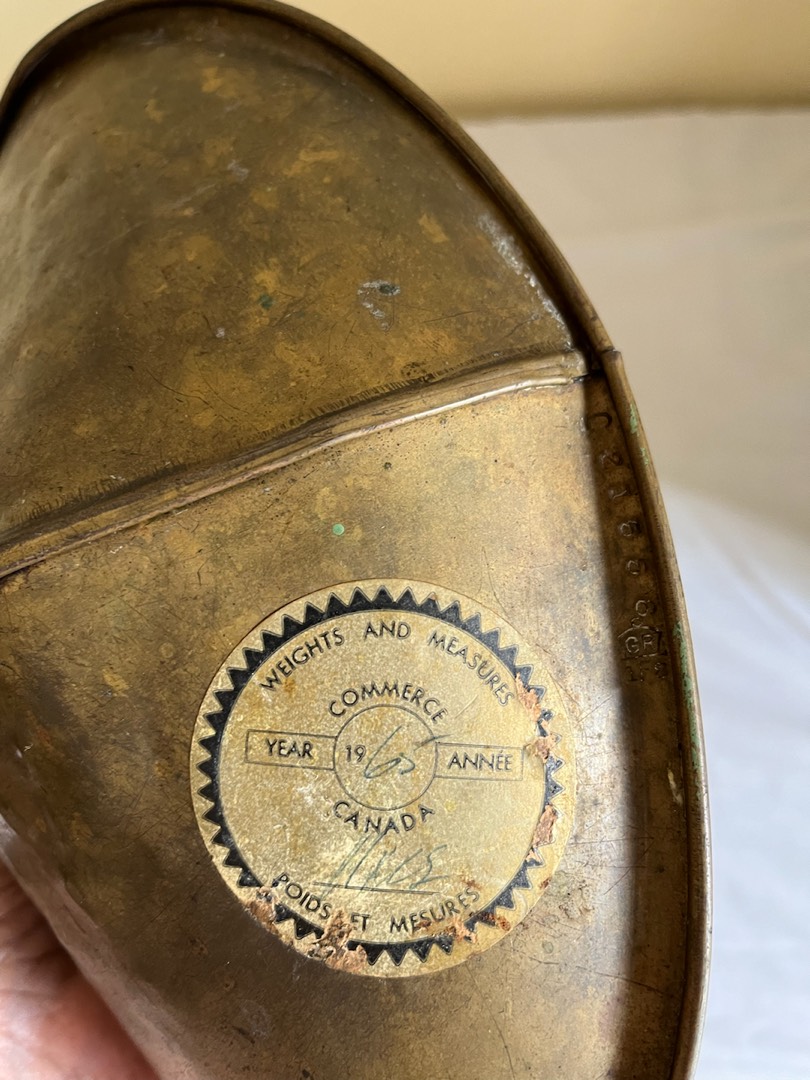 WEIGHTS AND MEASURES
COMMERCE
YEAR 1965 ANNÉE
CANADA
POIDS ET MESURES